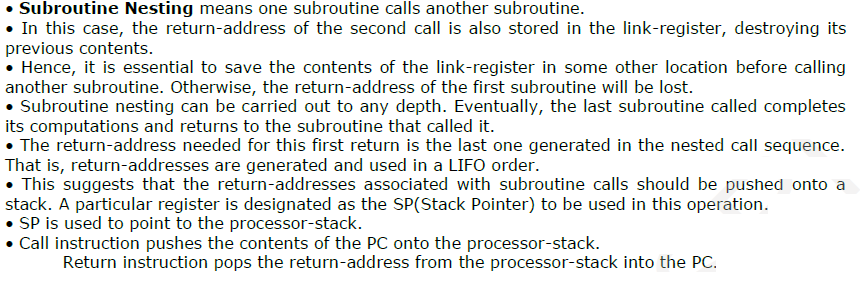 • Subroutine Nesting means one subroutine calls another subroutine.
• In this case, the return-address of the second call is also stored in the link-register, destroying its
previous contents.
• Hence, it is essential to save the contents of the link-register in some other location before calling
another subroutine. Otherwise, the return-address of the first subroutine will be lost.
• Subroutine nesting can be carried out to any depth. Eventually, the last subroutine called completes
its computations and returns to the subroutine that called it.
• The return-address needed for this first return is the last one generated in the nested call sequence.
That is, return-addresses are generated and used in a LIFO order.
• This suggests that the return-addresses associated with subroutine calls should be pushed onto a
stack. A particular register is designated as the SP(Stack Pointer) to be used in this operation.
• SP is used to point to the processor-stack.
• Call instruction pushes the contents of the PC onto the processor-stack.
Return instruction pops the return-address from the processor-stack into the PC.